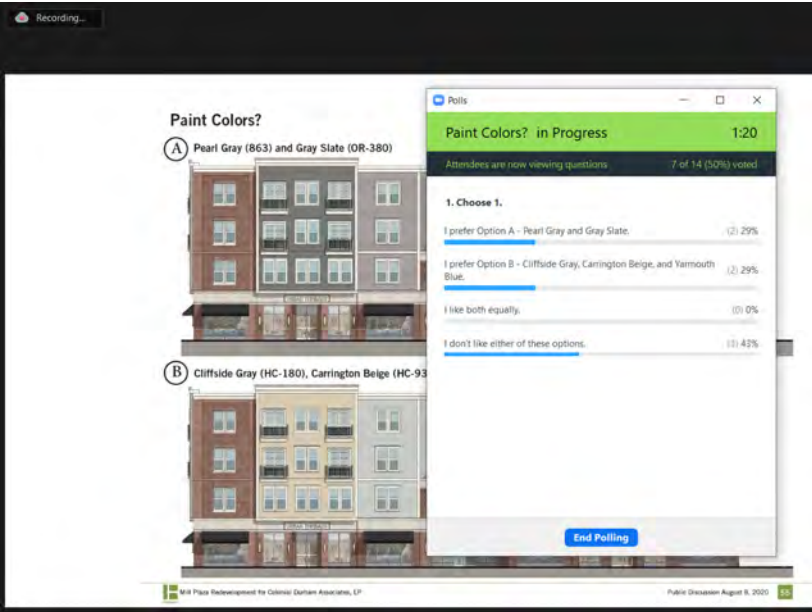 Recording...
Paint Colors?
A Pearl Gray (863) and Gray Slate (OR-380)
B Cliffside Gray (HC-180), Carrington Beige (HC-93
Mill Plaza Redevelopment for Colonial Durham Associates, LP
Public Discussion August 8, 2020 55
Polls
Paint Colors? in Progress 1:20
Attendees are now viewing questions 7 of 14 (50%) voted
1. Choose 1.
I prefer Option A - Pearl Gray and Gray Slate. (2) 29%
I prefer Option B - Cliffside Gray, Carrington Beige, and Yarmouth
Blue. (2) 29%
I like both equally. (0) 0%
I don't like either of these options. (3) 43%
End Polling